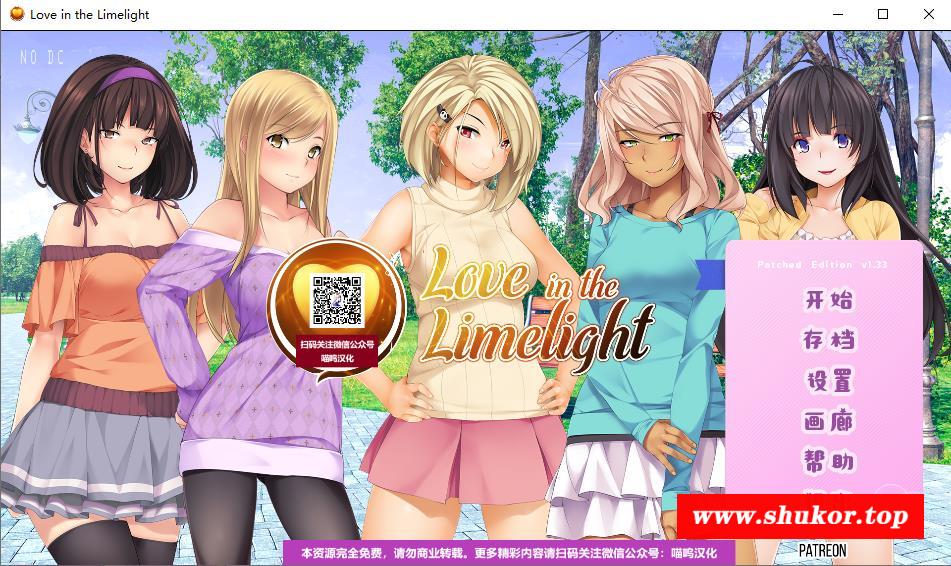 Love in the Limelight
NO DC
Love in the
Limelight
扫码关注微信公众号
喵呜汉化
Patched Edition v1.33
开始
存档
设置
画廊
帮助
www.shukor.top
PATREON
本资源完全免费，请勿商业转载。更多精彩内容请扫码关注微信公众号：喵呜汉化